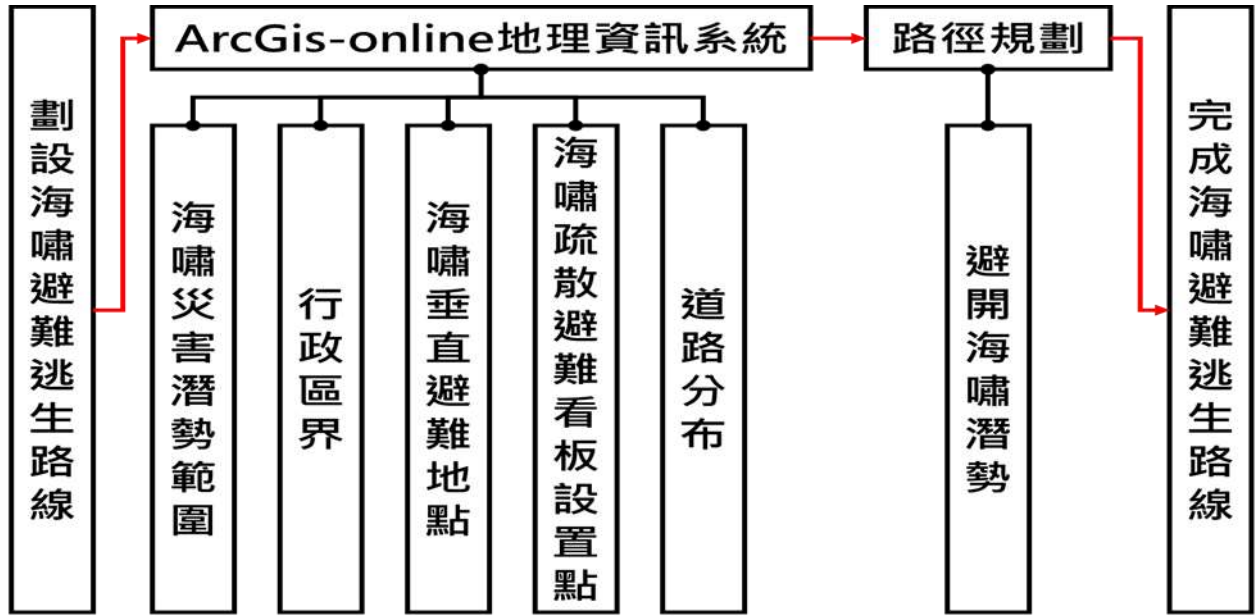 劃設海嘯避難逃生路線
ArcGis-online地理資訊系統
海嘯災害潛勢範圍
行政區界
海嘯垂直避難地點
海嘯疏散避難看板設置點
道路分布
路徑規劃
避開海嘯潛勢
完成海嘯避難逃生路線